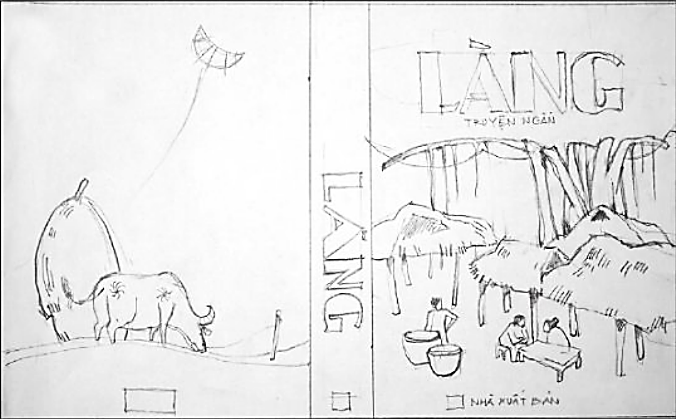 LÀNG
TRUYỆN NGẮN
LÀNG
NHÀ XUẤT BẢN